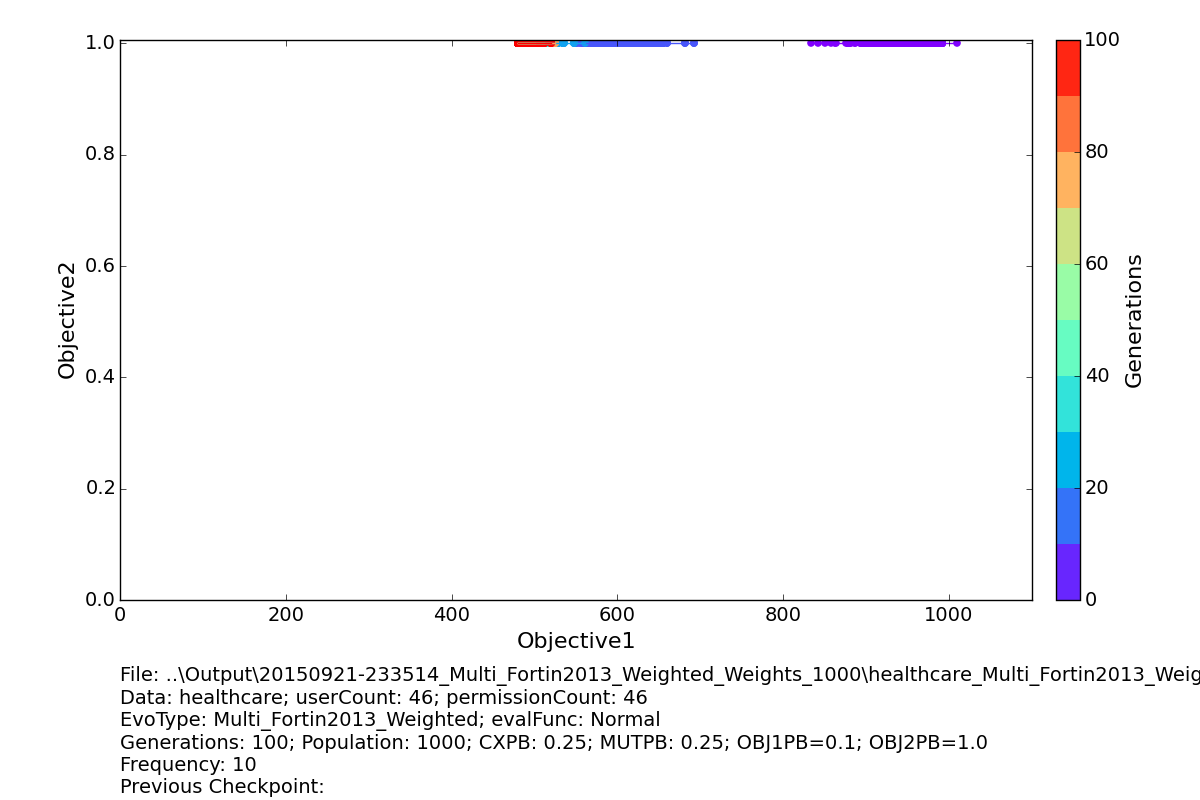 1.0
0.8
0.6
0.4
0.2
0.0
Objective2
0 200 400 600 800 1000
Objective1
100
80
60
40
20
0
Generations
File: ..\Output\20150921-233514_Multi_Fortin2013_Weighted_Weights_1000\healthcare_Multi_Fortin2013_Weig
Data: healthcare; userCount: 46; permissionCount: 46
EvoType: Multi_Fortin2013_Weighted; evalFunc: Normal
Generations: 100; Population: 1000; CXPB: 0.25; MUTPB: 0.25; OBJ1PB=0.1; OBJ2PB=1.0
Frequency: 10
Previous Checkpoint: